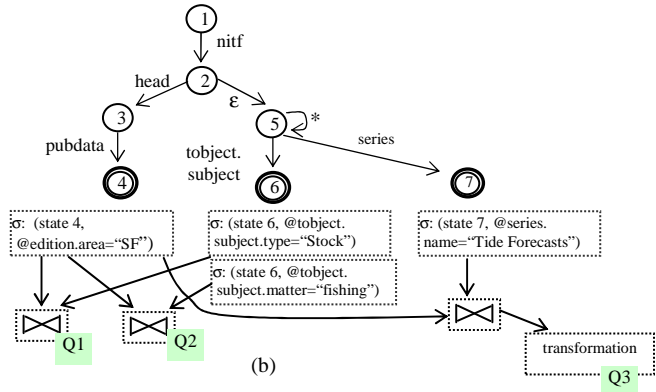 1
nitf
2
head
ε
3
5
*
pubdata
tobject.
subject
series
4
6
7
σ: (state 4,
@edition.area=“SF”)
σ: (state 6, @tobject.
subject.type=“Stock”)
σ: (state 7, @series.
name=“Tide Forecasts”)
σ: (state 6, @tobject.
subject.matter=“fishing”)
Q1
Q2
transformation
Q3
(b)